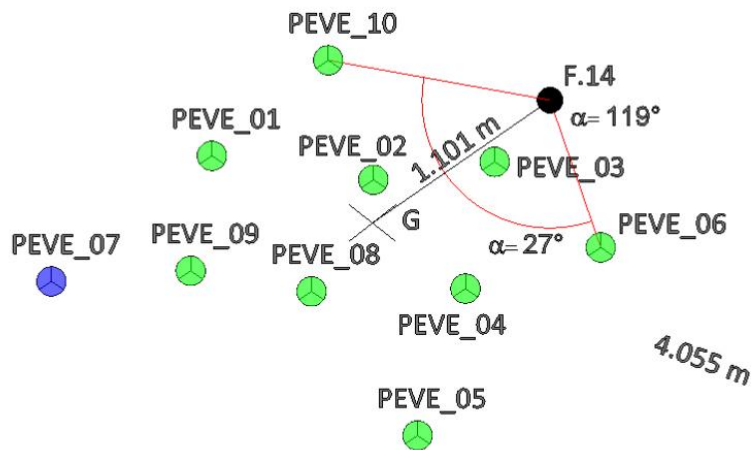 PEVE_10
F.14
α= 119°
PEVE_01
PEVE_02
1.101 m
PEVE_03
G
PEVE_06
PEVE_07
PEVE_09
PEVE_08
α= 27°
PEVE_04
4.055 m
PEVE_05